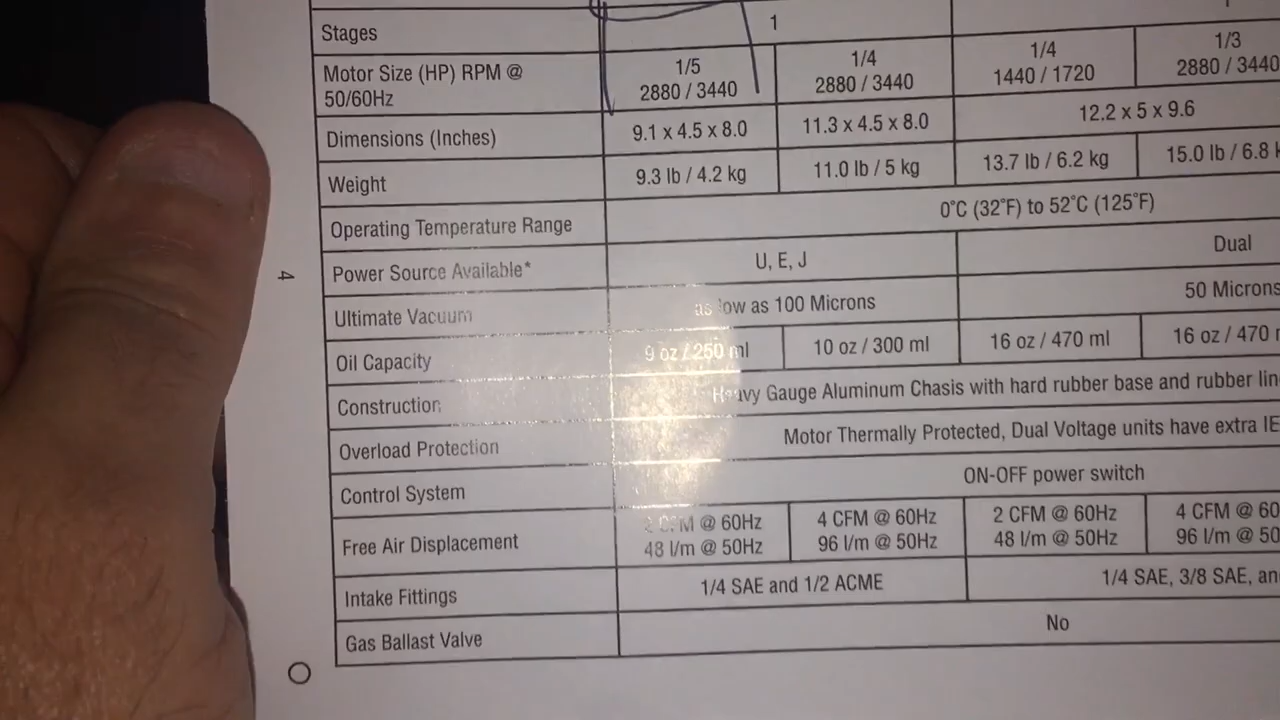 Stages
1
Motor Size (HP) RPM @
50/60Hz
1/5
2880 / 3440
1/4
2880 / 3440
1/4
1440 / 1720
1/3
2880 / 3440
Dimensions (Inches)
9.1 x 4.5 x 8.0
11.3 x 4.5 x 8.0
12.2 x 5 x 9.6
Weight
9.3 lb / 4.2 kg
11.0 lb / 5 kg
13.7 lb / 6.2 kg
15.0 lb / 6.8
Operating Temperature Range
0°C (32°F) to 52°C (125°F)
Power Source Available*
U, E, J
Dual
Ultimate Vacuum
as low as 100 Microns
50 Microns
Oil Capacity
9 oz / 250 ml
10 oz / 300 ml
16 oz / 470 ml
16 oz / 470
Construction
Heavy Gauge Aluminum Chasis with hard rubber base and rubber lin
Overload Protection
Motor Thermally Protected, Dual Voltage units have extra IE
Control System
ON-OFF power switch
Free Air Displacement
2 CFM @ 60Hz
48 l/m @ 50Hz
4 CFM @ 60Hz
96 l/m @ 50Hz
2 CFM @ 60Hz
48 l/m @ 50Hz
4 CFM @ 60
96 l/m @ 50
Intake Fittings
1/4 SAE and 1/2 ACME
1/4 SAE, 3/8 SAE, an
Gas Ballast Valve
No
4